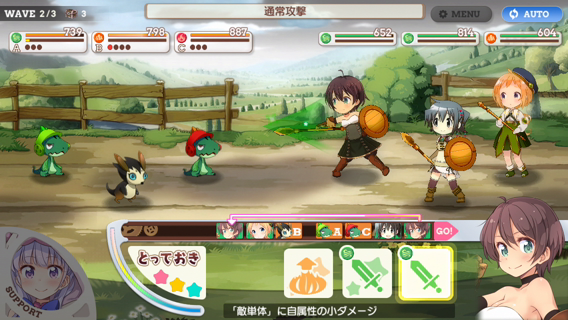 WAVE 2/3 3
通常攻撃
MENU
AUTO
739
798
887
652
814
604
A
B
C
B A C GO!
とっておき
SUPPORT
「敵単体」に自属性の小ダメージ